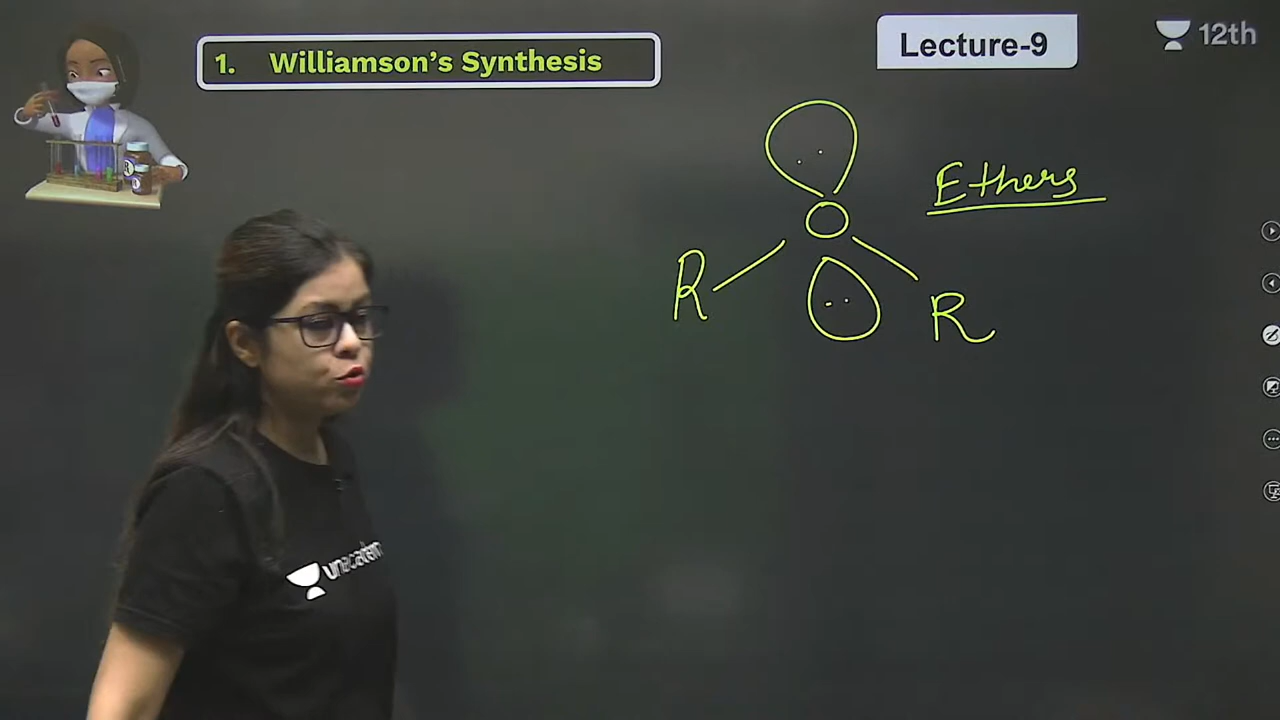 1. Williamson's Synthesis
Lecture-9
12th
Ethers
O
R
R
unacademy